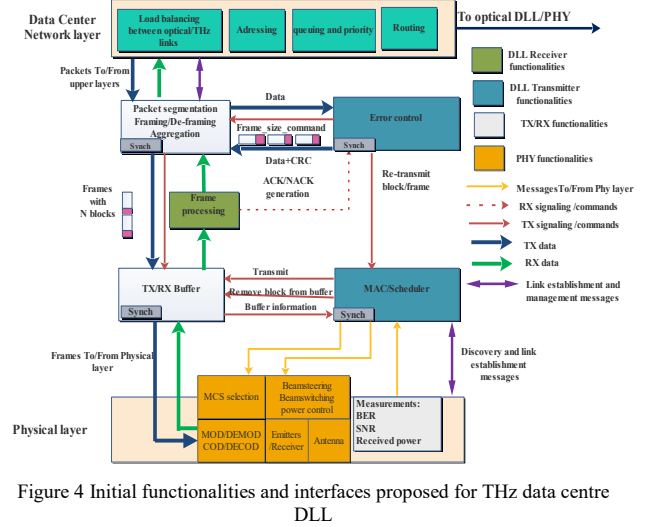 Data Center
Network layer
Load balancing
between optical/THz
links
Adressing
queuing and priority
Routing
To optical DLL/PHY
Packets To/From
upper layers
Packet segmentation
Framing/De-framing
Aggregation
Synch
Data
Frame_size_command
Data+CRC
Error control
Synch
ACK/NACK
generation
Re-transmit
block/frame
Frames
with
N blocks
Frame
processing
TX/RX Buffer
Synch
Transmit
Remove block from buffer
Buffer information
MAC/Scheduler
Synch
Frames To/From Physical
layer
Discovery and link
establishment
messages
Physical layer
MCS selection
Beamsteering
Beamswitching
power control
MOD/DEMOD
COD/DECOD
Emitters
/Receiver
Antenna
Measurements:
BER
SNR
Received power
DLL Receiver
functionalities
DLL Transmitter
functionalities
TX/RX functionalities
PHY functionalities
MessagesTo/From Phy layer
RX signaling /commands
TX signaling /commands
TX data
RX data
Link establishment and
management messages
Figure 4 Initial functionalities and interfaces proposed for THz data centre
DLL